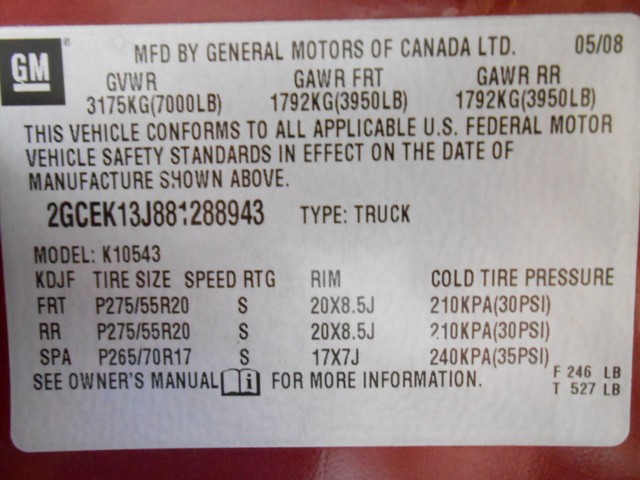 GM
MFD BY GENERAL MOTORS OF CANADA LTD. 05/08
GVWR GAWR FRT GAWR RR
3175KG(7000LB) 1792KG(3950LB) 1792KG(3950LB)
THIS VEHICLE CONFORMS TO ALL APPLICABLE U.S. FEDERAL MOTOR
VEHICLE SAFETY STANDARDS IN EFFECT ON THE DATE OF
MANUFACTURE SHOWN ABOVE.
2GCEK13J881288943 TYPE: TRUCK
MODEL: K10543
KDJF TIRE SIZE SPEED RTG RIM COLD TIRE PRESSURE
FRT P275/55R20 S 20X8.5J 210KPA(30PSI)
RR P275/55R20 S 20X8.5J 210KPA(30PSI)
SPA P265/70R17 S 17X7J 240KPA(35PSI)
SEE OWNER'S MANUAL i FOR MORE INFORMATION. F 246 LB
T 527 LB